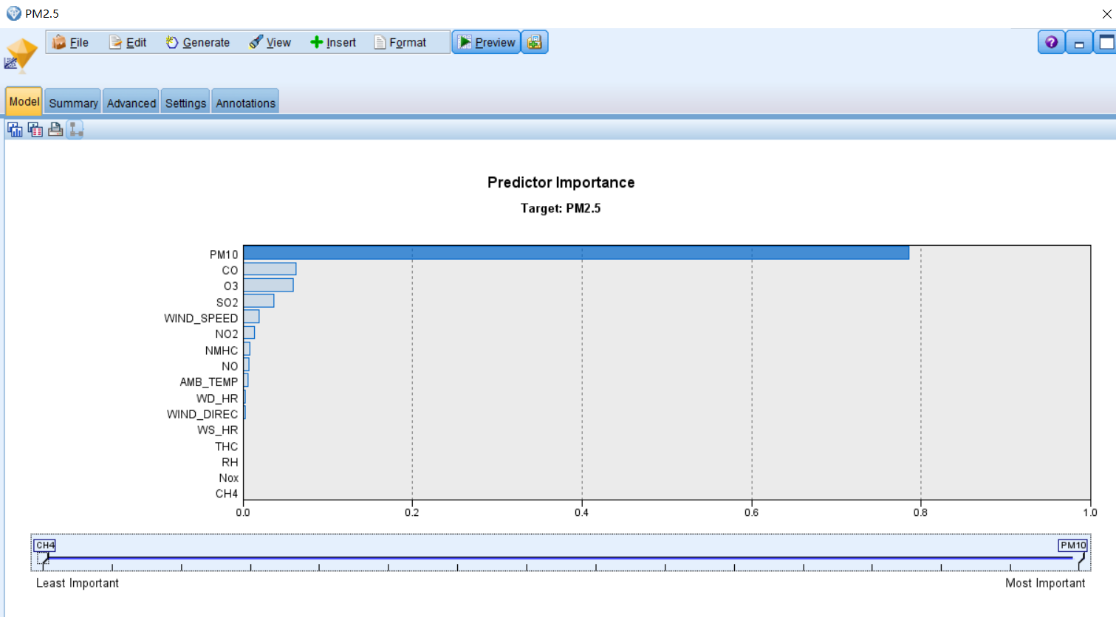 PM2.5
File Edit Generate View Insert Format Preview
Model Summary Advanced Settings Annotations
Predictor Importance
Target: PM2.5
PM10
CO
O3
SO2
WIND_SPEED
NO2
NMHC
NO
AMB_TEMP
WD_HR
WIND_DIREC
WS_HR
THC
RH
Nox
CH4
0.0 0.2 0.4 0.6 0.8 1.0
CH4 PM10
Least Important Most Important